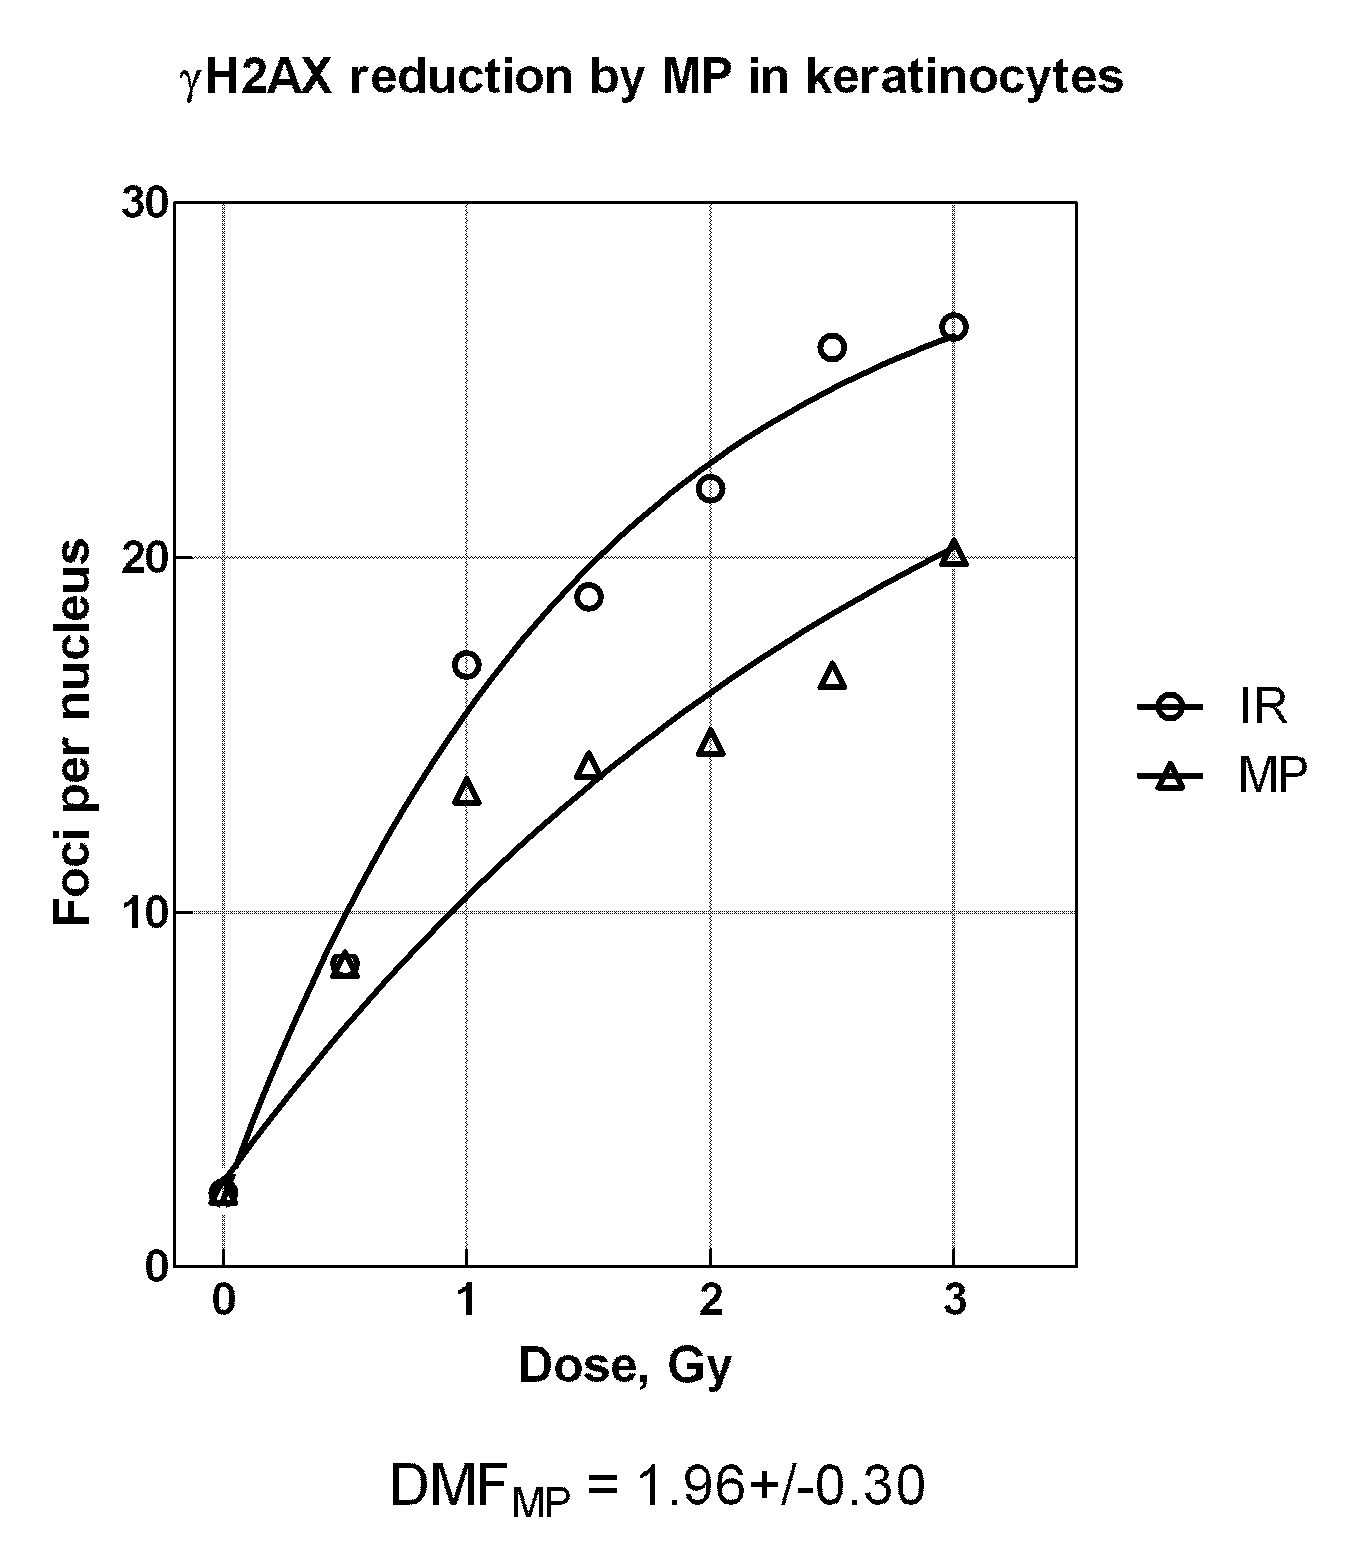 γH2AX reduction by MP in keratinocytes
30
20
10
0
Foci per nucleus
0 1 2 3
Dose, Gy
IR
MP
DMF_MP = 1.96+/-0.30